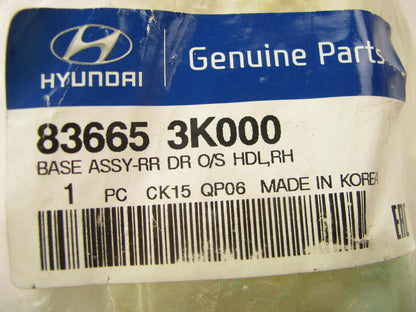 HYUNDAI
Genuine Parts
83665 3K000
BASE ASSY-RR DR O/S HDL,RH
1 PC CK15 QP06 MADE IN KOREA